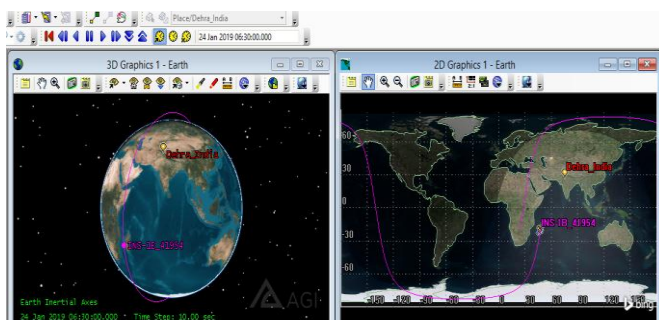 Place/Dehra_India
24 Jan 2019 06:30:00.000
3D Graphics 1 - Earth
2D Graphics 1 - Earth
Dehra_India
INS-1B_41954
AGI
Earth Inertial Axes
24 Jan 2019 06:30:00.000 Time Step: 10.00 sec
60
30
0
-30
-60
Dehra_India
INS-1B_41954
-150 -120 -90 -60 -30 0 30 60 90 120 150
bing